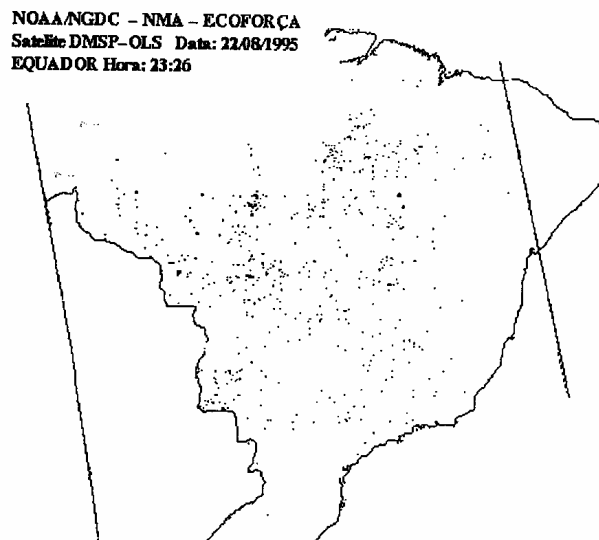 NOAA/NGDC – NMA – ECOFORÇA
Satelite DMSP–OLS Data: 22/08/1995
EQUADOR Hora: 23:26